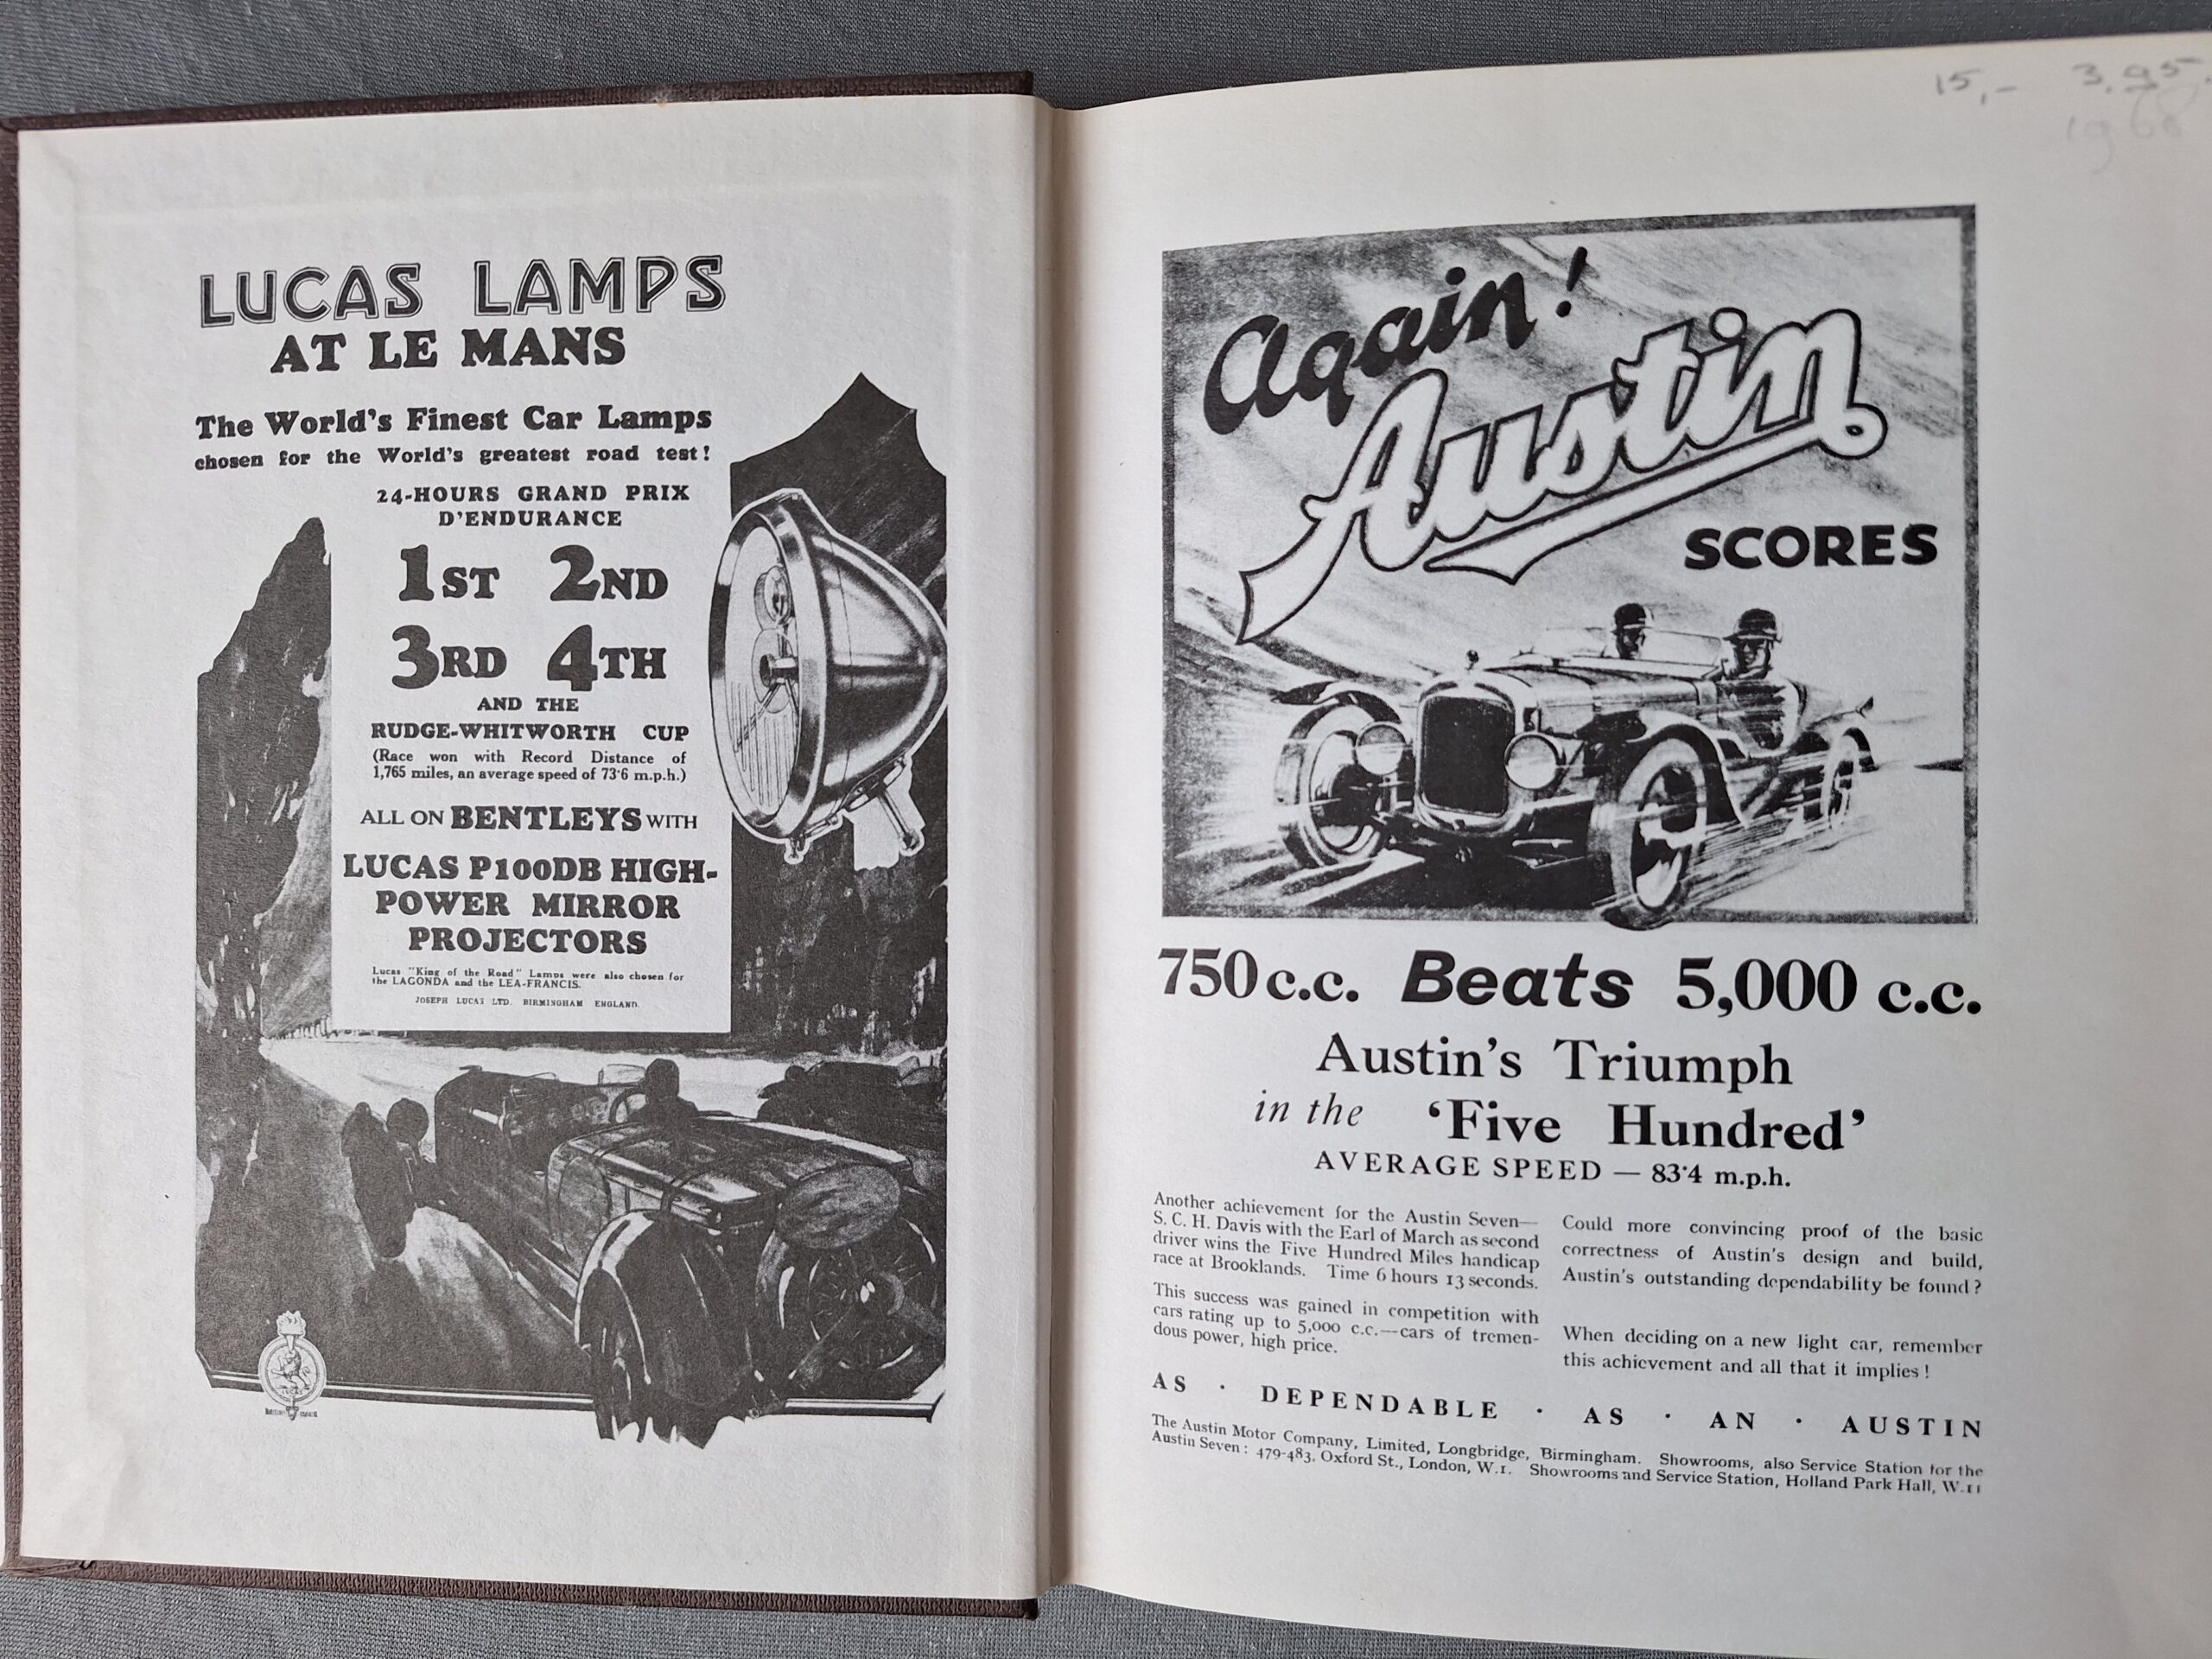 LUCAS LAMPS
AT LE MANS
The World's Finest Car Lamps
chosen for the World's greatest road test!
24-HOURS GRAND PRIX
D'ENDURANCE
1ST 2ND
3RD 4TH
AND THE
RUDGE-WHITWORTH CUP
(Race won with Record Distance of
1,765 miles, an average speed of 73·6 m.p.h.)
ALL ON BENTLEYS WITH
LUCAS P100DB HIGH-
POWER MIRROR
PROJECTORS
Lucas "King of the Road" Lamps were also chosen for
the LAGONDA and the LEA-FRANCIS.
JOSEPH LUCAS LTD. BIRMINGHAM ENGLAND.
LUCAS
15,- 3.95
1968
Again!
Austin
SCORES
750 c.c. Beats 5,000 c.c.
Austin's Triumph
in the 'Five Hundred'
AVERAGE SPEED — 83·4 m.p.h.
Another achievement for the Austin Seven—
S. C. H. Davis with the Earl of March as second
driver wins the Five Hundred Miles handicap
race at Brooklands. Time 6 hours 13 seconds.
This success was gained in competition with
cars rating up to 5,000 c.c.—cars of tremen-
dous power, high price.
Could more convincing proof of the basic
correctness of Austin's design and build,
Austin's outstanding dependability be found?
When deciding on a new light car, remember
this achievement and all that it implies!
AS · DEPENDABLE · AS · AN · AUSTIN
The Austin Motor Company, Limited, Longbridge, Birmingham. Showrooms, also Service Station for the
Austin Seven: 479-483, Oxford St., London, W.1. Showrooms and Service Station, Holland Park Hall, W.11